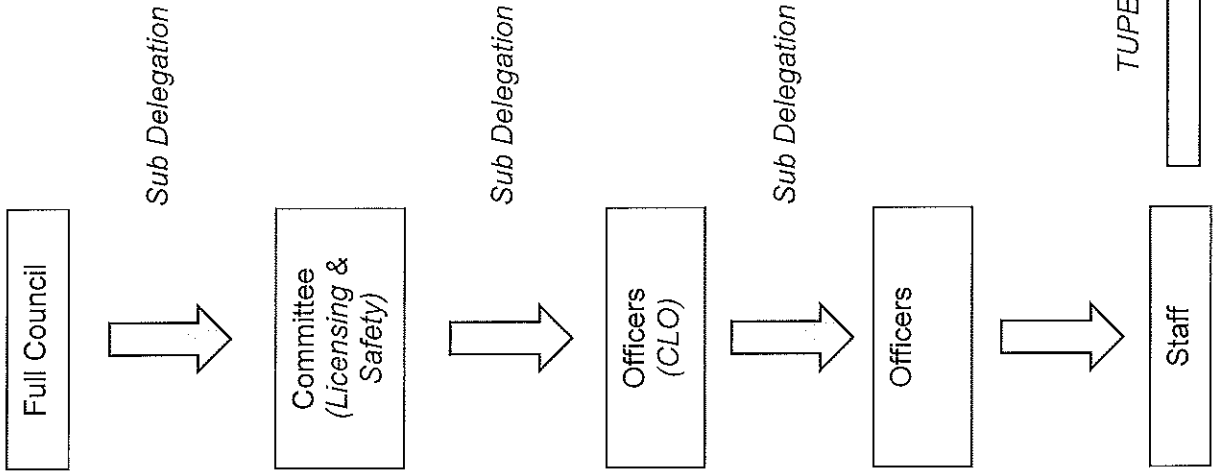 Full Council
Sub Delegation
Committee
(Licensing &
Safety)
Sub Delegation
Officers
(CLO)
Sub Delegation
Officers
TUPE
Staff